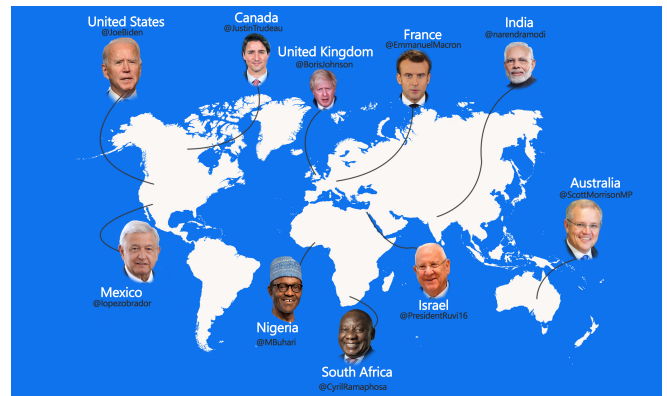 United States
@JoeBiden
Canada
@JustinTrudeau
United Kingdom
@BorisJohnson
France
@EmmanuelMacron
India
@narendramodi
Australia
@ScottMorrisonMP
Mexico
@lopezobrador
Nigeria
@MBuhari
South Africa
@CyrilRamaphosa
Israel
@PresidentRuvi16